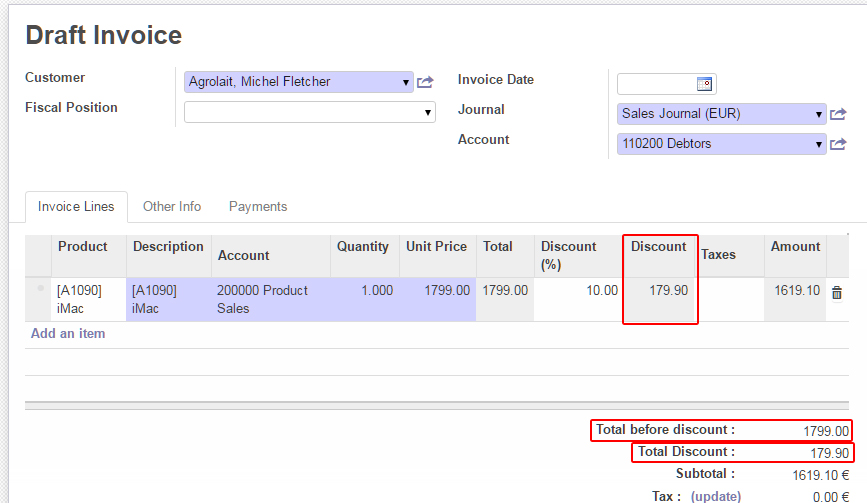 Draft Invoice
Customer
Agrolait, Michel Fletcher
Fiscal Position
Invoice Date
Journal
Sales Journal (EUR)
Account
110200 Debtors
Invoice Lines Other Info Payments
Product Description Account Quantity Unit Price Total Discount (%) Discount Taxes Amount
[A1090] iMac [A1090] iMac 200000 Product Sales 1.000 1799.00 1799.00 10.00 179.90 1619.10
Add an item
Total before discount : 1799.00
Total Discount : 179.90
Subtotal : 1619.10 €
Tax : (update) 0.00 €